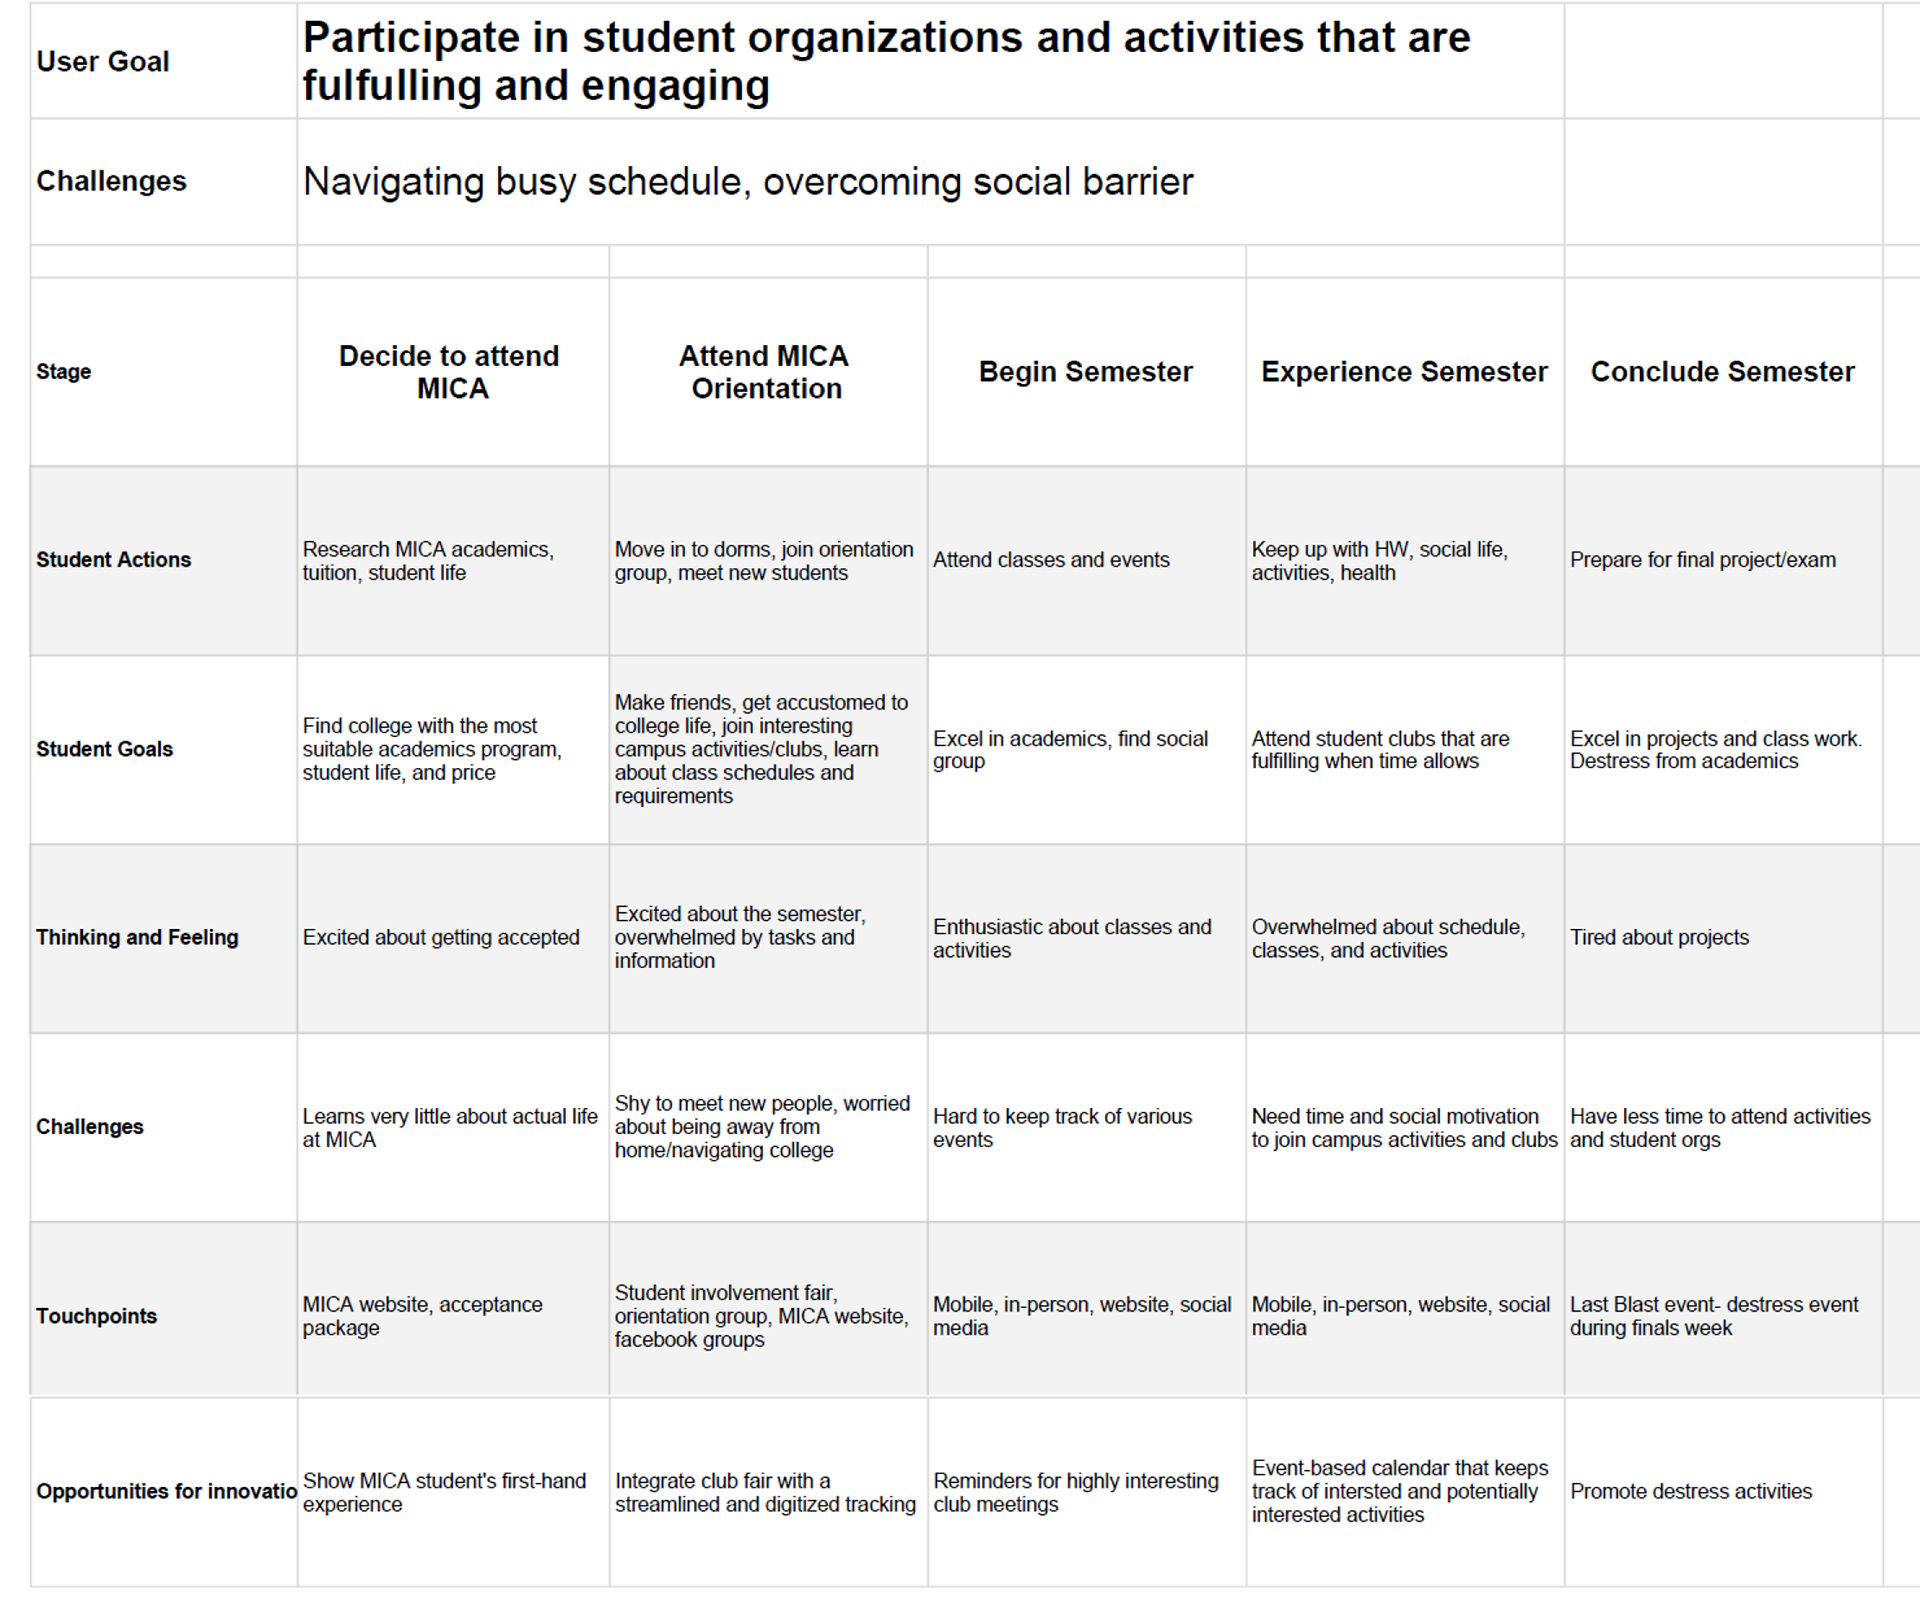 User Goal
Participate in student organizations and activities that are
fulfulling and engaging
Challenges
Navigating busy schedule, overcoming social barrier
Stage
Decide to attend
MICA
Attend MICA
Orientation
Begin Semester
Experience Semester
Conclude Semester
Student Actions
Research MICA academics,
tuition, student life
Move in to dorms, join orientation
group, meet new students
Attend classes and events
Keep up with HW, social life,
activities, health
Prepare for final project/exam
Student Goals
Find college with the most
suitable academics program,
student life, and price
Make friends, get accustomed to
college life, join interesting
campus activities/clubs, learn
about class schedules and
requirements
Excel in academics, find social
group
Attend student clubs that are
fulfilling when time allows
Excel in projects and class work.
Destress from academics
Thinking and Feeling
Excited about getting accepted
Excited about the semester,
overwhelmed by tasks and
information
Enthusiastic about classes and
activities
Overwhelmed about schedule,
classes, and activities
Tired about projects
Challenges
Learns very little about actual life
at MICA
Shy to meet new people, worried
about being away from
home/navigating college
Hard to keep track of various
events
Need time and social motivation
to join campus activities and clubs
Have less time to attend activities
and student orgs
Touchpoints
MICA website, acceptance
package
Student involvement fair,
orientation group, MICA website,
facebook groups
Mobile, in-person, website, social
media
Mobile, in-person, website, social
media
Last Blast event- destress event
during finals week
Opportunities for innovatio
Show MICA student's first-hand
experience
Integrate club fair with a
streamlined and digitized tracking
Reminders for highly interesting
club meetings
Event-based calendar that keeps
track of intersted and potentially
interested activities
Promote destress activities